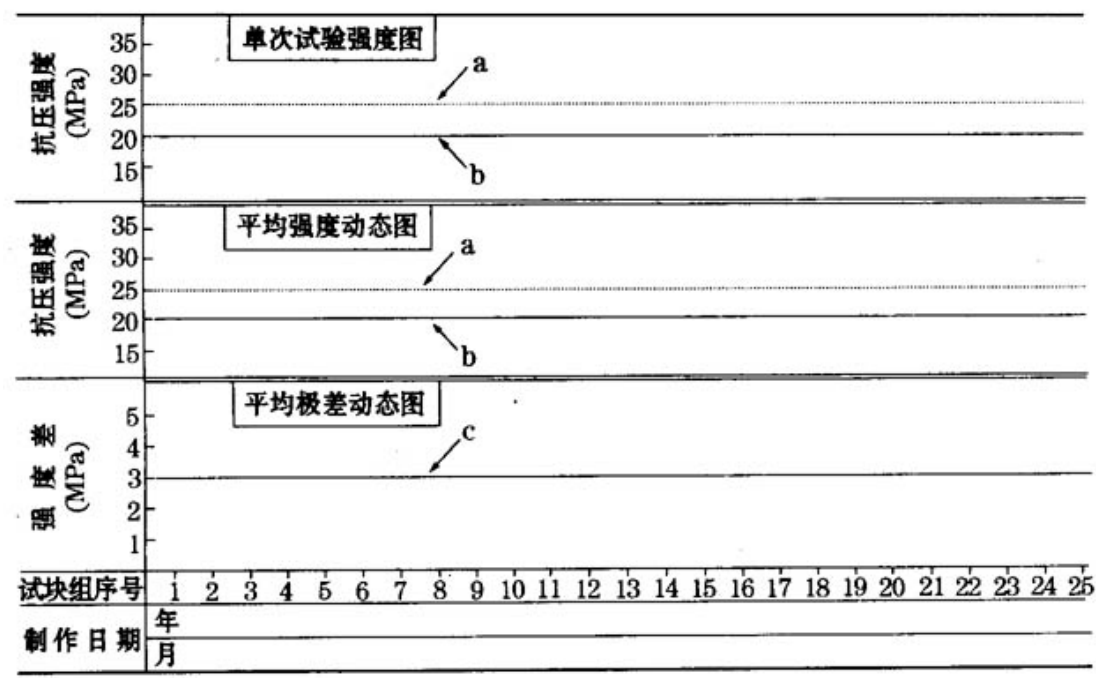 单次试验强度图
抗压强度
(MPa)
35
30
25
20
15
a
b
平均强度动态图
抗压强度
(MPa)
35
30
25
20
15
a
b
平均极差动态图
强度差
(MPa)
5
4
3
2
1
c
试块组序号 1 2 3 4 5 6 7 8 9 10 11 12 13 14 15 16 17 18 19 20 21 22 23 24 25
制作日期
年
月